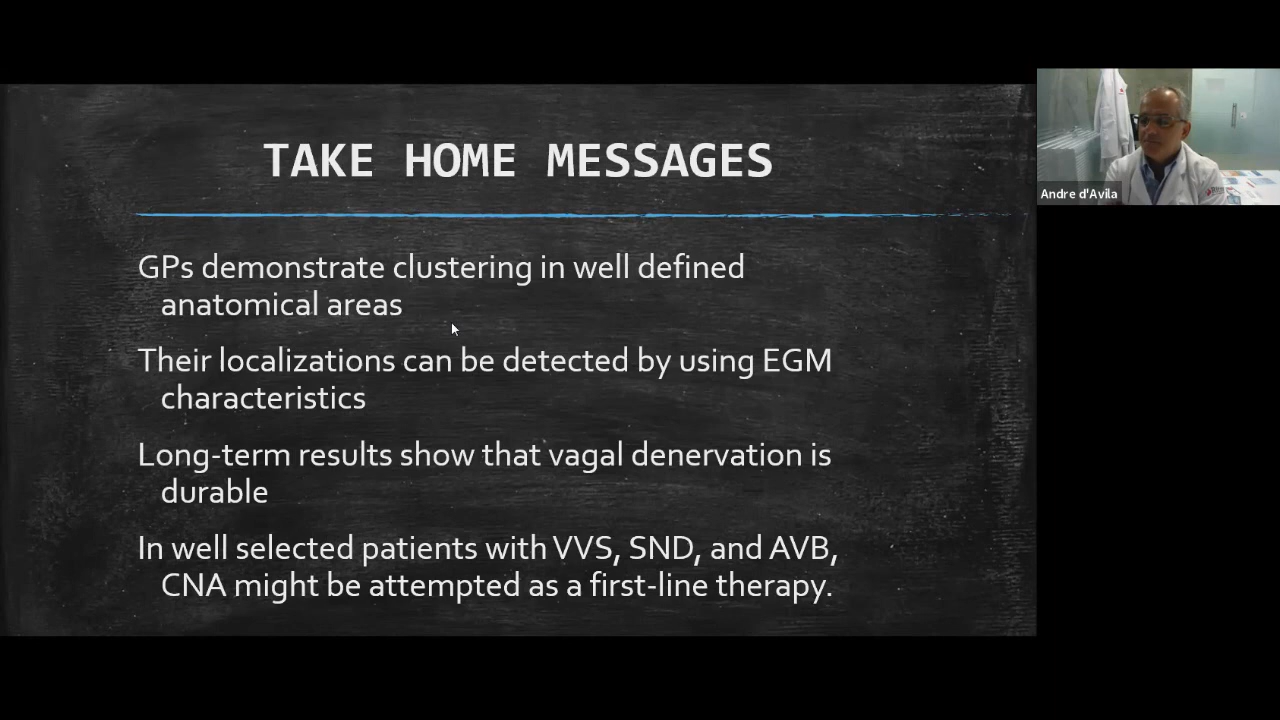 TAKE HOME MESSAGES
GPs demonstrate clustering in well defined
anatomical areas
Their localizations can be detected by using EGM
characteristics
Long-term results show that vagal denervation is
durable
In well selected patients with VVS, SND, and AVB,
CNA might be attempted as a first-line therapy.
Andre d'Avila